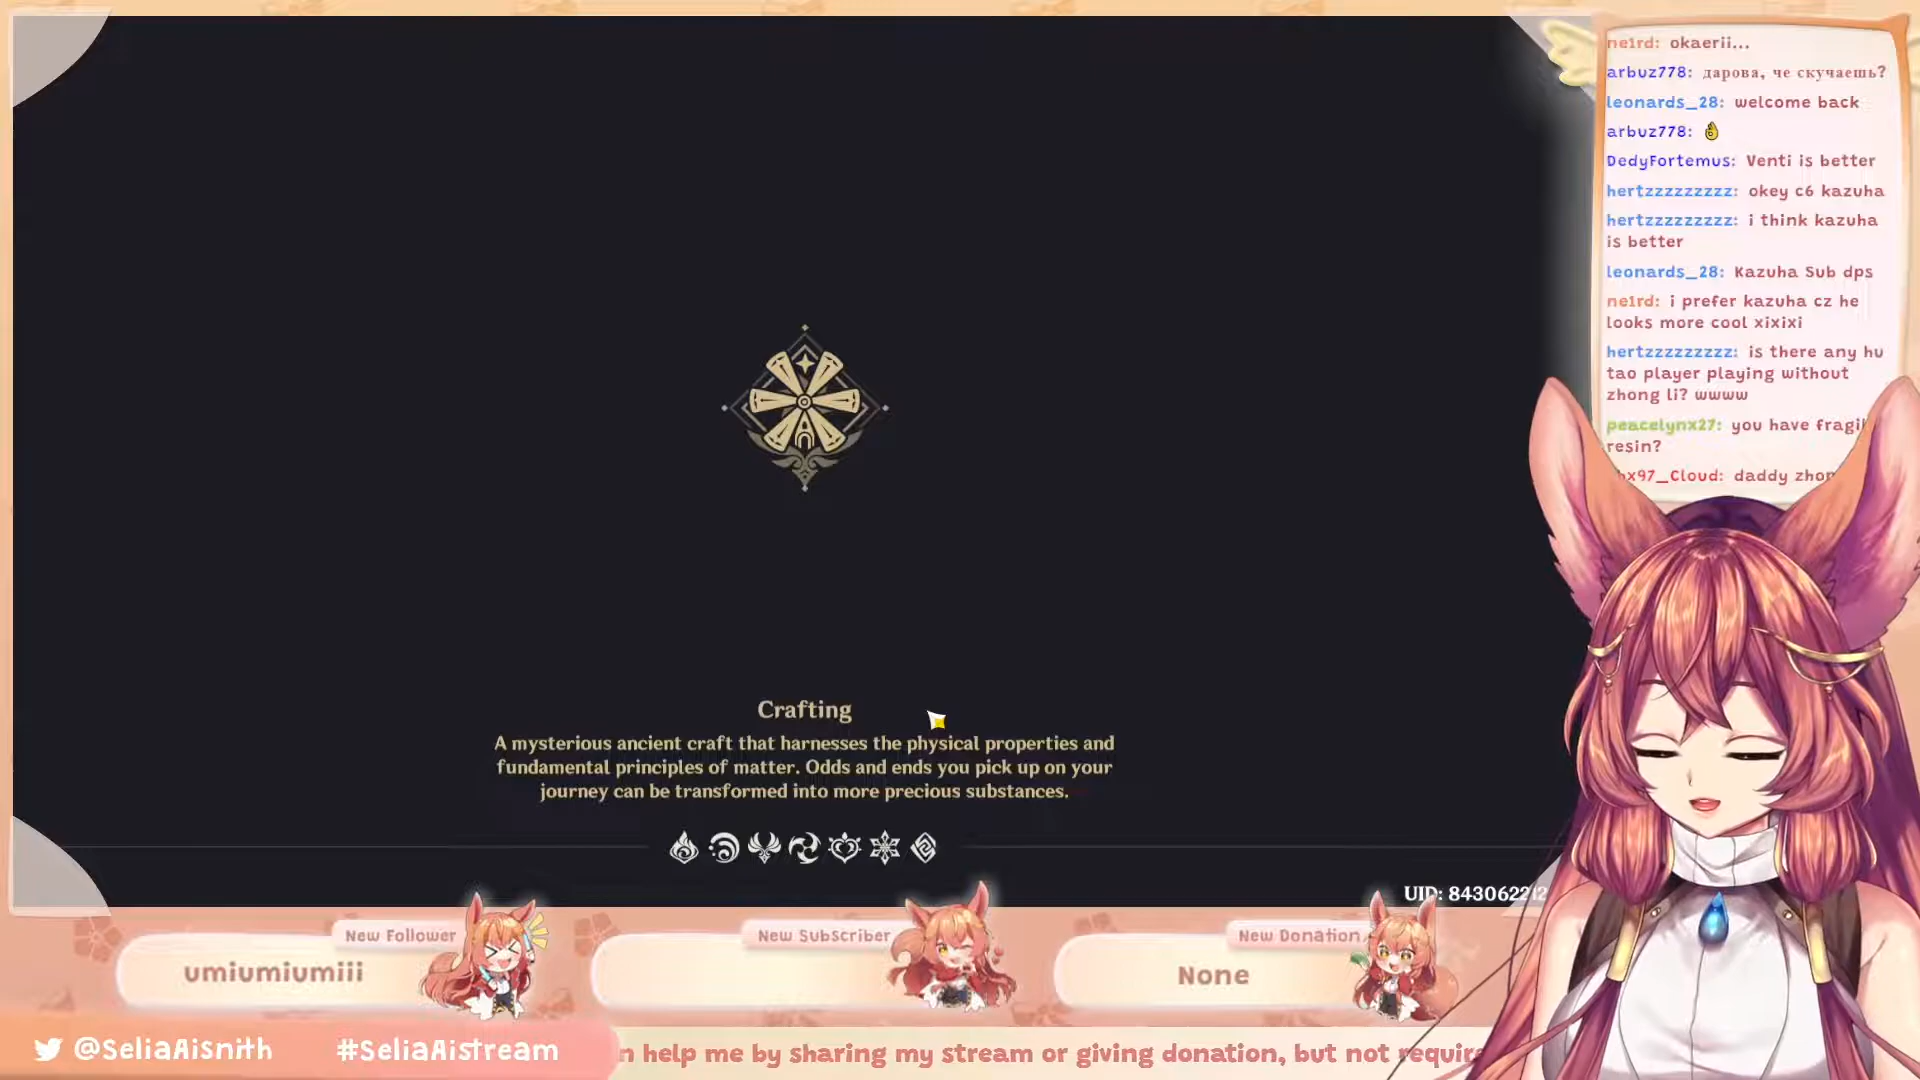 ne1rd: okaerii...
arbuz778: дарова, че скучаешь?
leonards_28: welcome back
arbuz778:
DedyFortemus: Venti is better
hertzzzzzzzzz: okey c6 kazuha
hertzzzzzzzzz: i think kazuha
is better
leonards_28: Kazuha Sub dps
ne1rd: i prefer kazuha cz he
looks more cool xixixi
hertzzzzzzzzz: is there any hu
tao player playing without
zhong li? wwww
peacelynx27: you have fragil
resin?
x97_Cloud: daddy zhon
Crafting
A mysterious ancient craft that harnesses the physical properties and
fundamental principles of matter. Odds and ends you pick up on your
journey can be transformed into more precious substances.
UID: 843062212
New Follower
umiumiumiii
New Subscriber
New Donation
None
@SeliaAisnith
#SeliaAistream
n help me by sharing my stream or giving donation, but not require